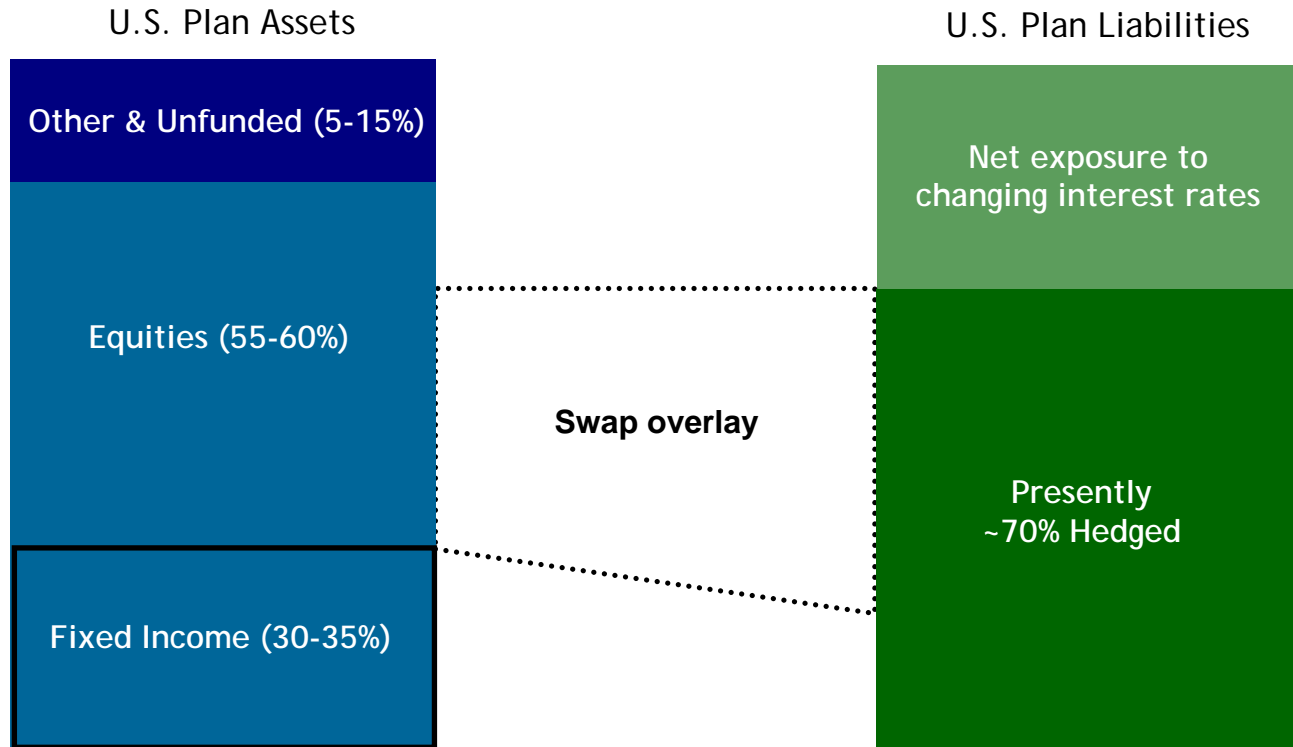 U.S. Plan Assets
U.S. Plan Liabilities
Other & Unfunded (5-15%)
Net exposure to
changing interest rates
Equities (55-60%)
Swap overlay
Presently
~70% Hedged
Fixed Income (30-35%)